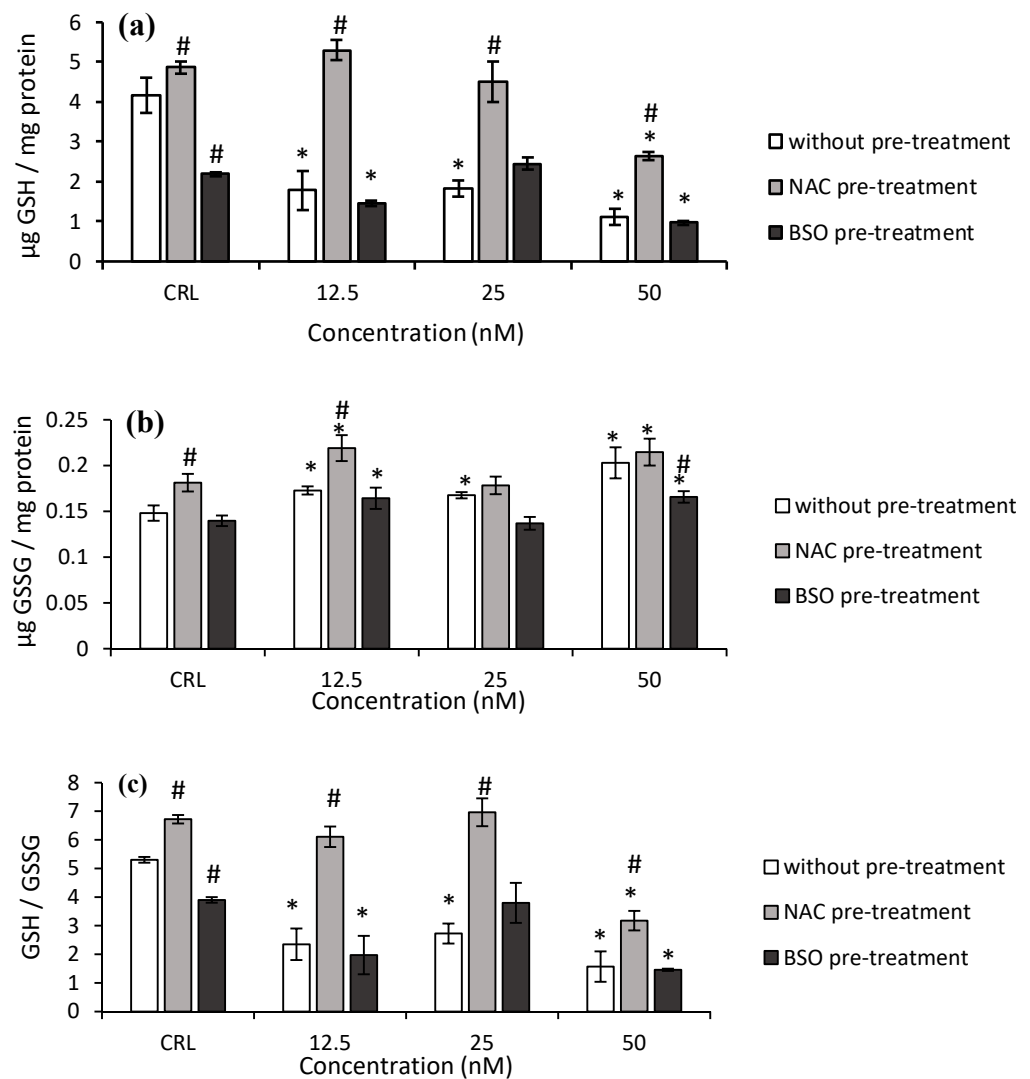 (a)
µg GSH / mg protein
6
5
4
3
2
1
0
# # # # # * * * * * *
CRL 12.5 25 50
Concentration (nM)
without pre-treatment
NAC pre-treatment
BSO pre-treatment
(b)
µg GSSG / mg protein
0.25
0.2
0.15
0.1
0.05
0
# * # * * * * * # *
CRL 12.5 25 50
Concentration (nM)
without pre-treatment
NAC pre-treatment
BSO pre-treatment
(c)
GSH / GSSG
8
7
6
5
4
3
2
1
0
# # * # * * # * # * *
CRL 12.5 25 50
Concentration (nM)
without pre-treatment
NAC pre-treatment
BSO pre-treatment